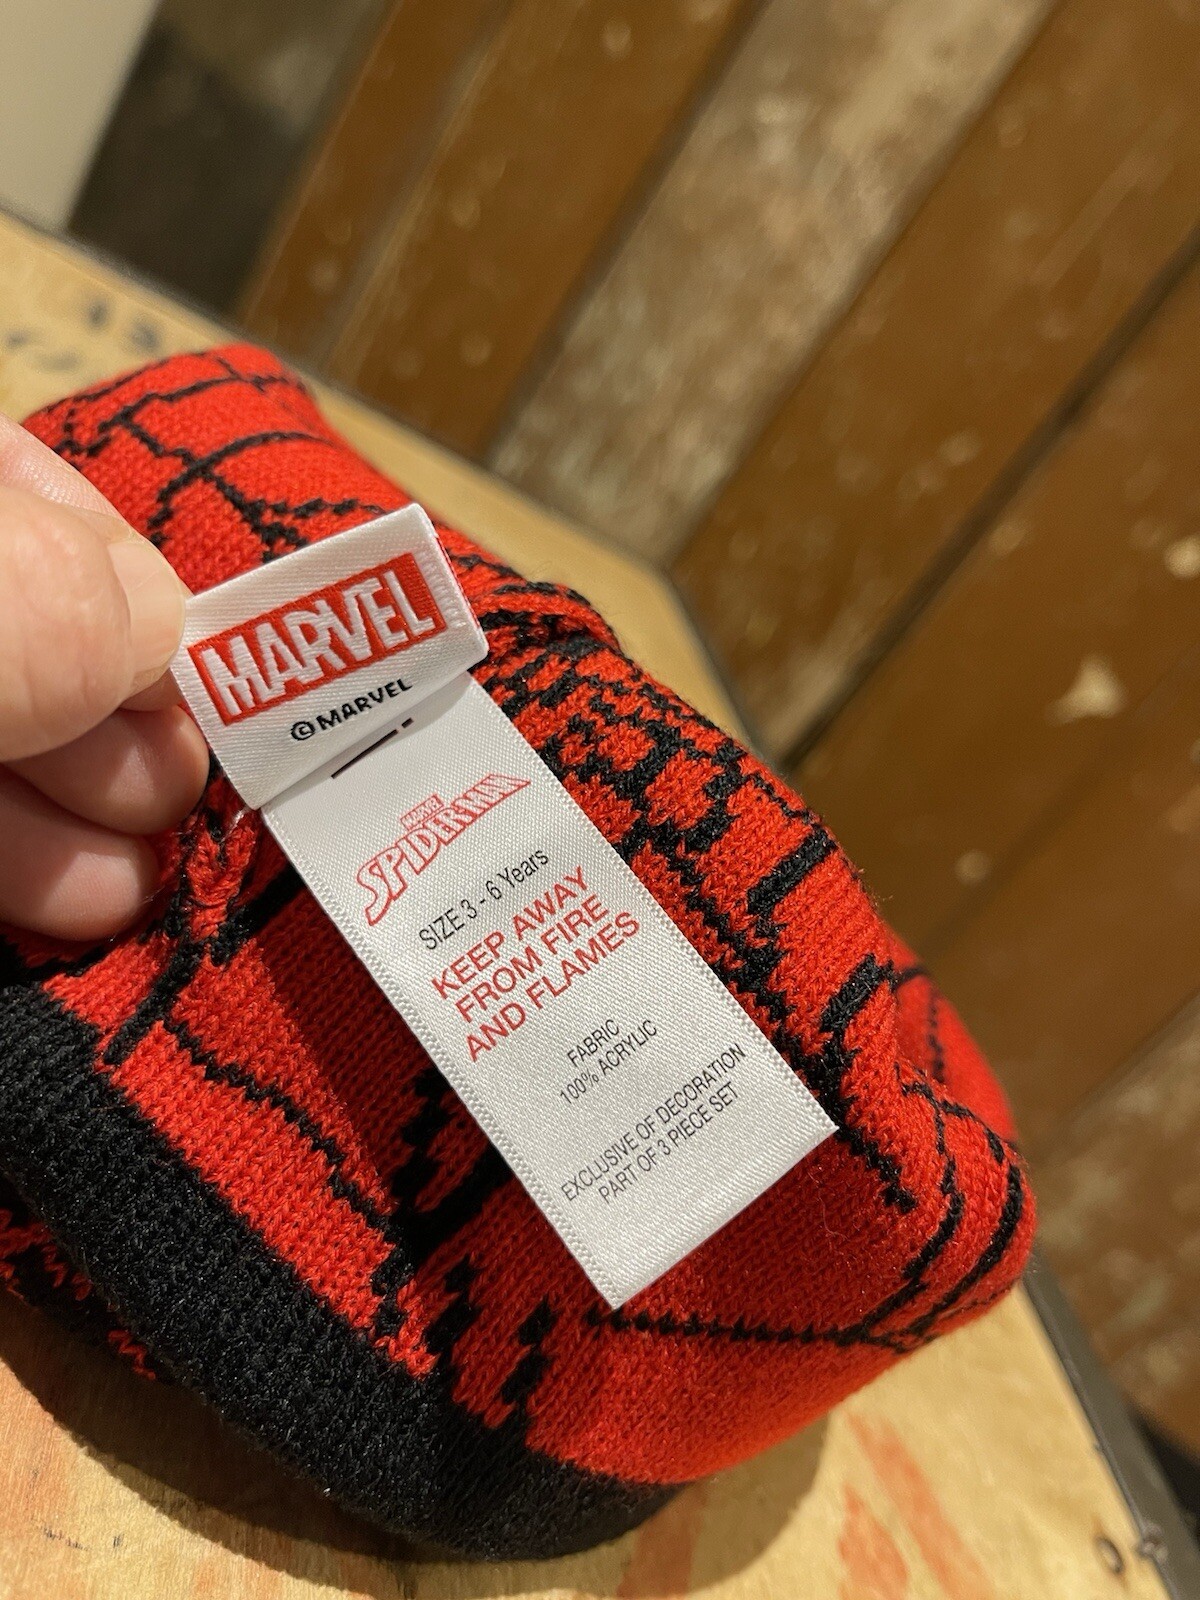 MARVEL
©MARVEL
MARVEL
SPIDER-MAN
SIZE 3 - 6 Years
KEEP AWAY
FROM FIRE
AND FLAMES
FABRIC
100% ACRYLIC
EXCLUSIVE OF DECORATION
PART OF 3 PIECE SET